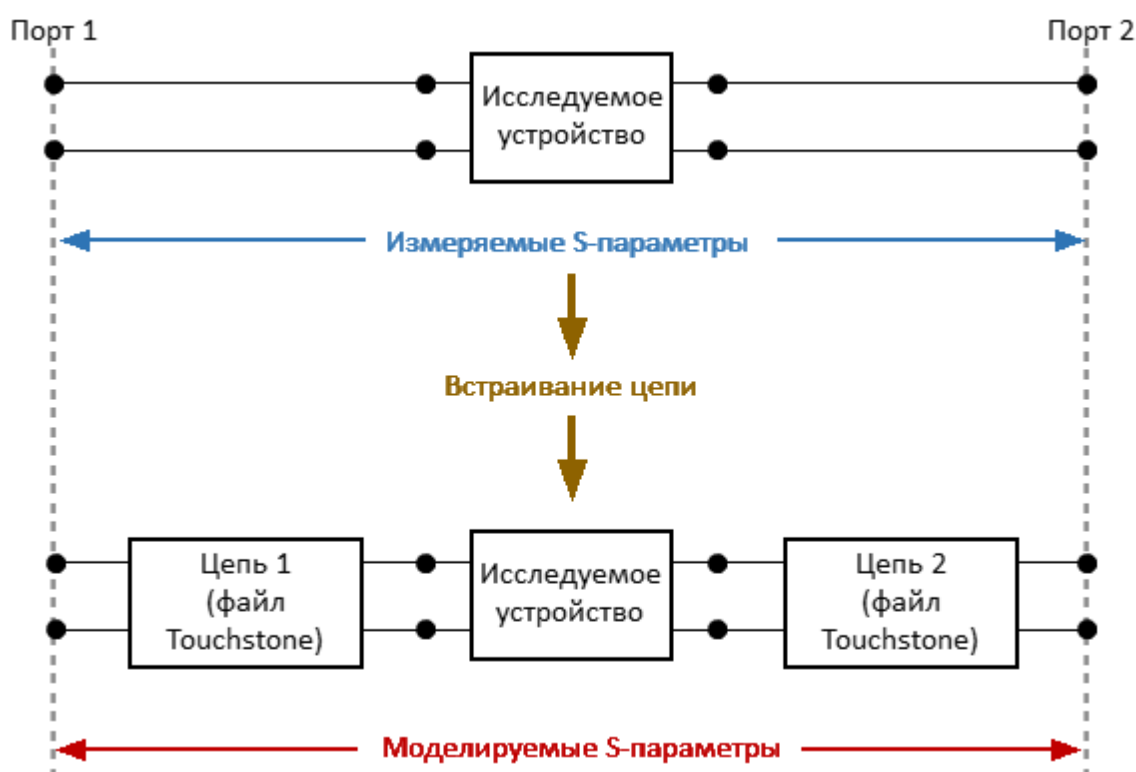 Порт 1
Порт 2
Исследуемое
устройство
Измеряемые S-параметры
Встраивание цепи
Цепь 1
(файл
Touchstone)
Исследуемое
устройство
Цепь 2
(файл
Touchstone)
Моделируемые S-параметры